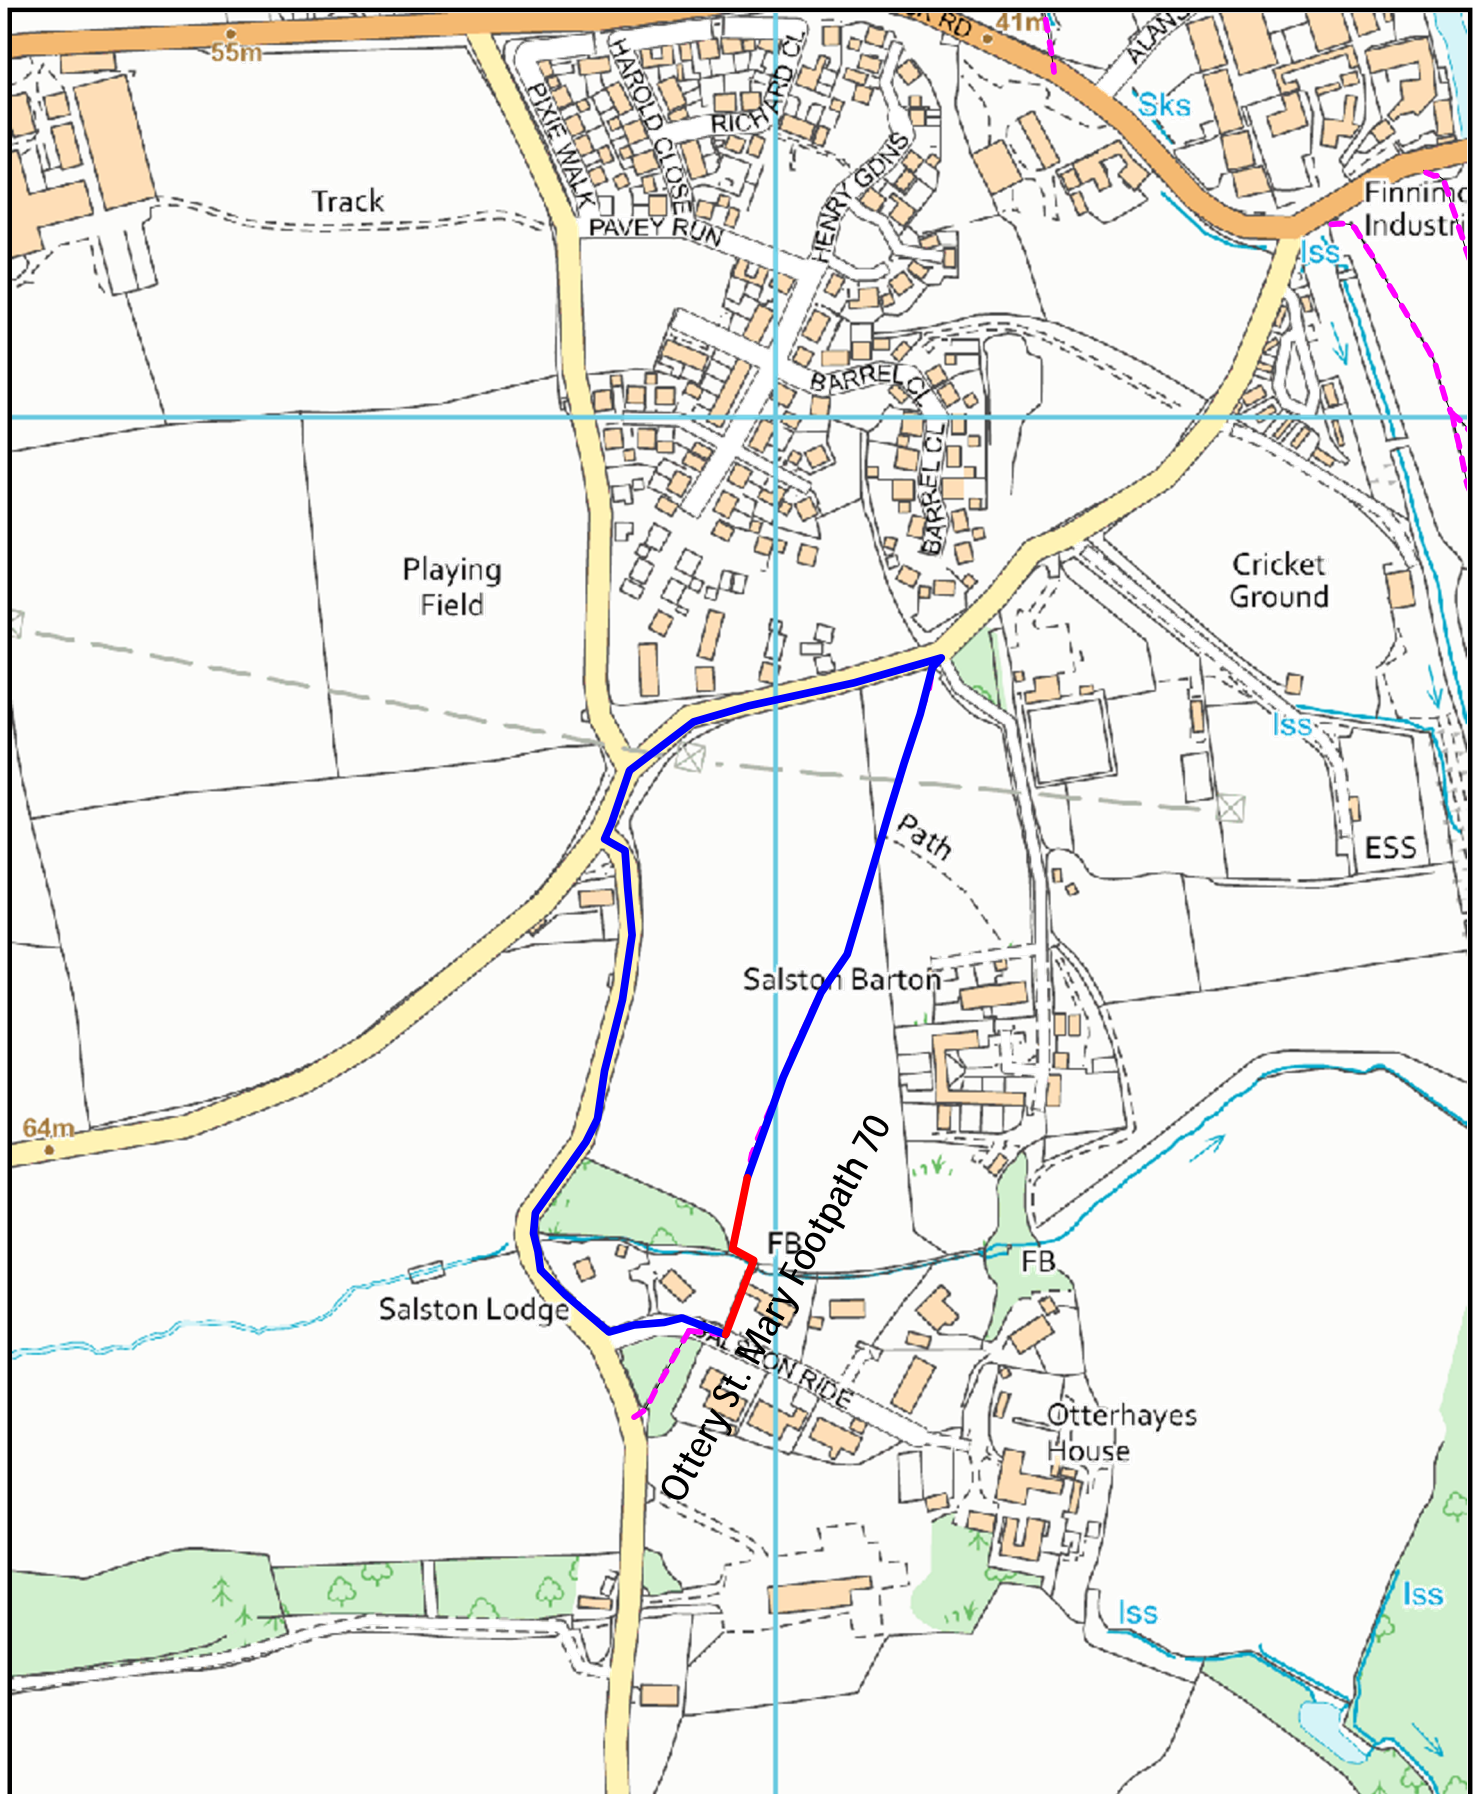 55m
RD
41m
ALAN
Sks
HAROLD CLOSE
RICHARD CL
PIXIE WALK
Track
PAVEY RUN
HENRY GDNS
Industri
Iss
BARREL CL
BARREL CL
Playing
Field
Cricket
Ground
Iss
Path
ESS
Salston Barton
64m
Ottery St. Mary Footpath 70
FB
FB
Salston Lodge
RIDE
Otterhayes
House
Iss
Iss